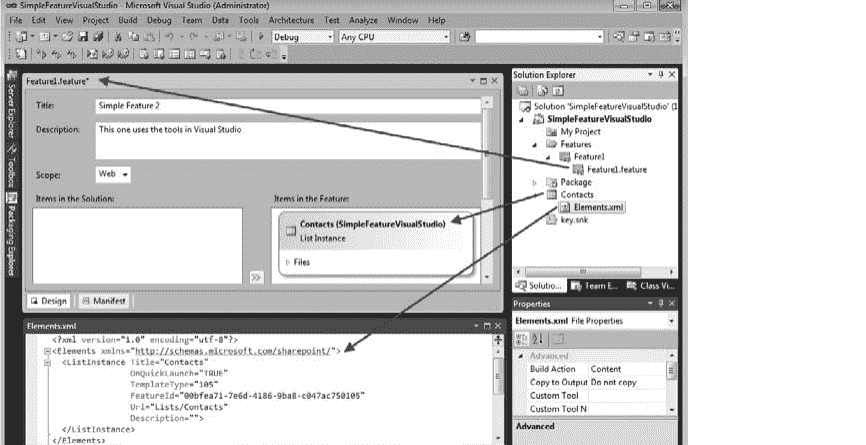 SimpleFeatureVisualStudio - Microsoft Visual Studio (Administrator)
File Edit View Project Build Debug Team Data Tools Architecture Test Analyze Window Help
Debug
Any CPU
Server Explorer
Toolbox
Packaging Explorer
Feature1.feature*
Title:
Simple Feature 2
Description:
This one uses the tools in Visual Studio
Scope:
Web
Items in the Solution:
Items in the Feature:
Contacts (SimpleFeatureVisualStudio)
List Instance
Files
Design
Manifest
Elements.xml
<?xml version="1.0" encoding="utf-8"?>
<Elements xmlns="http://schemas.microsoft.com/sharepoint/">
<ListInstance Title="Contacts"
OnQuickLaunch="TRUE"
TemplateType="105"
FeatureId="00bfea71-7e6d-4186-9ba8-c047ac750105"
Url="Lists/Contacts"
Description="">
</ListInstance>
</Elements>
Solution Explorer
Solution 'SimpleFeatureVisualStudio' (1
SimpleFeatureVisualStudio
My Project
Features
Feature1
Feature1.feature
Package
Contacts
Elements.xml
key.snk
Solutio...
Team E...
Class Vi...
Properties
Elements.xml File Properties
Advanced
Build Action Content
Copy to Output Do not copy
Custom Tool
Custom Tool N
Advanced